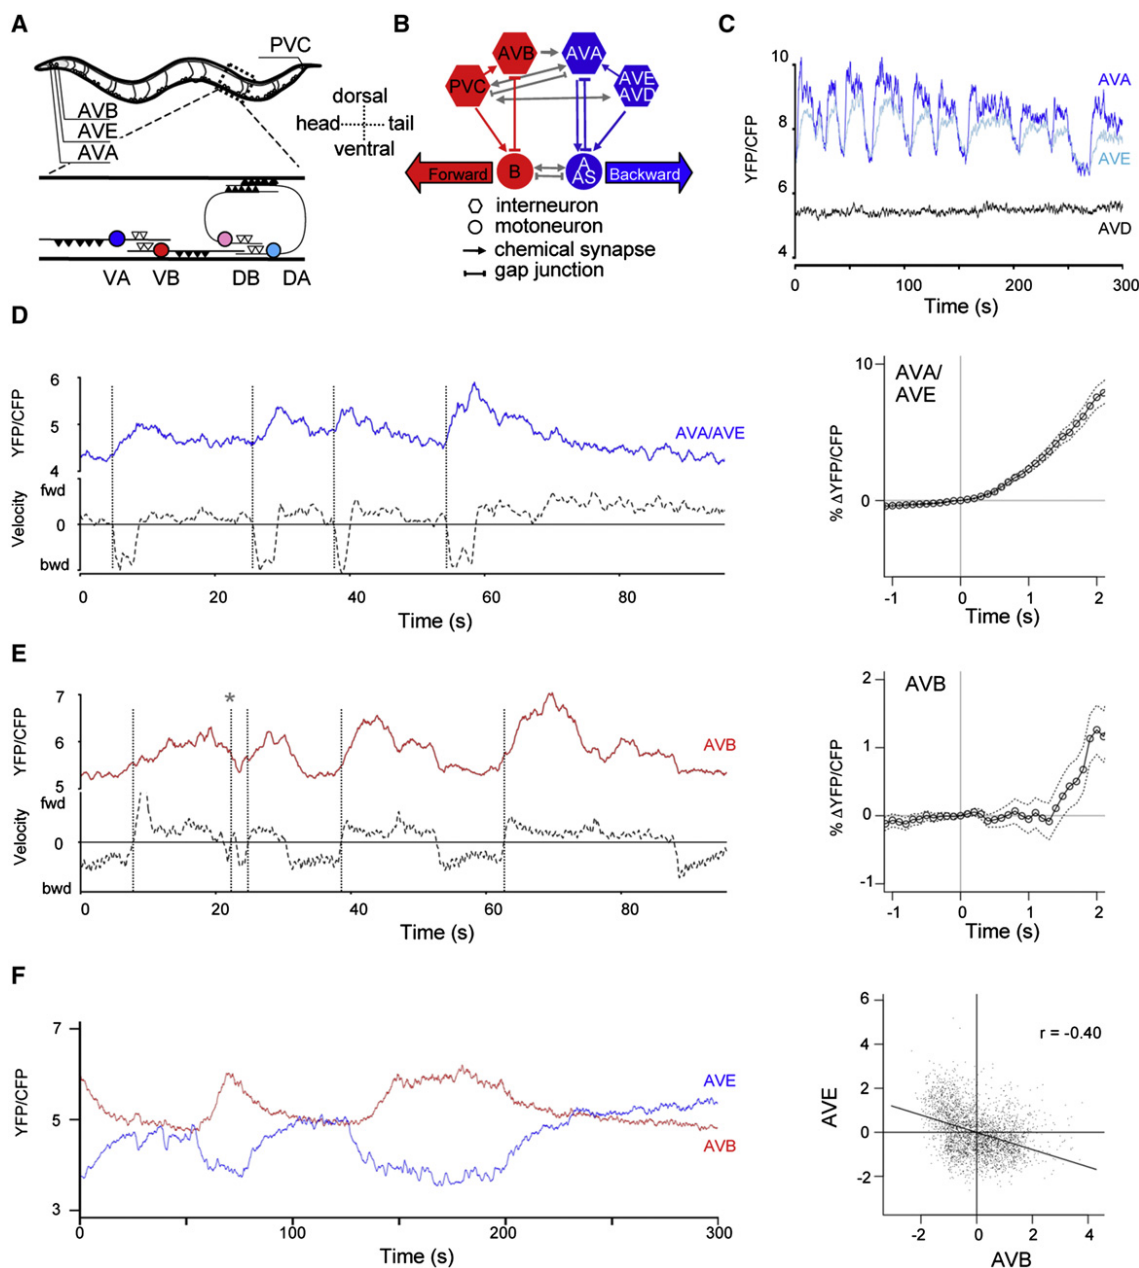 A
PVC
AVB
AVE
AVA
dorsal
head
tail
ventral
VA
VB
DB
DA
B
AVB
AVA
PVC
AVE
AVD
Forward
B
A
AS
Backward
interneuron
motoneuron
chemical synapse
gap junction
C
YFP/CFP
10
8
6
4
AVA
AVE
AVD
0
100
200
300
Time (s)
D
YFP/CFP
6
5
4
AVA/AVE
Velocity
fwd
0
bwd
0
20
40
60
80
Time (s)
AVA/
AVE
% ΔYFP/CFP
10
0
-1
0
1
2
Time (s)
E
YFP/CFP
7
6
5
*
AVB
Velocity
fwd
0
bwd
0
20
40
60
80
Time (s)
AVB
% ΔYFP/CFP
2
1
0
-1
-1
0
1
2
Time (s)
F
YFP/CFP
7
5
3
AVE
AVB
0
100
200
300
Time (s)
AVE
6
4
2
0
-2
r = -0.40
-2
0
2
4
AVB